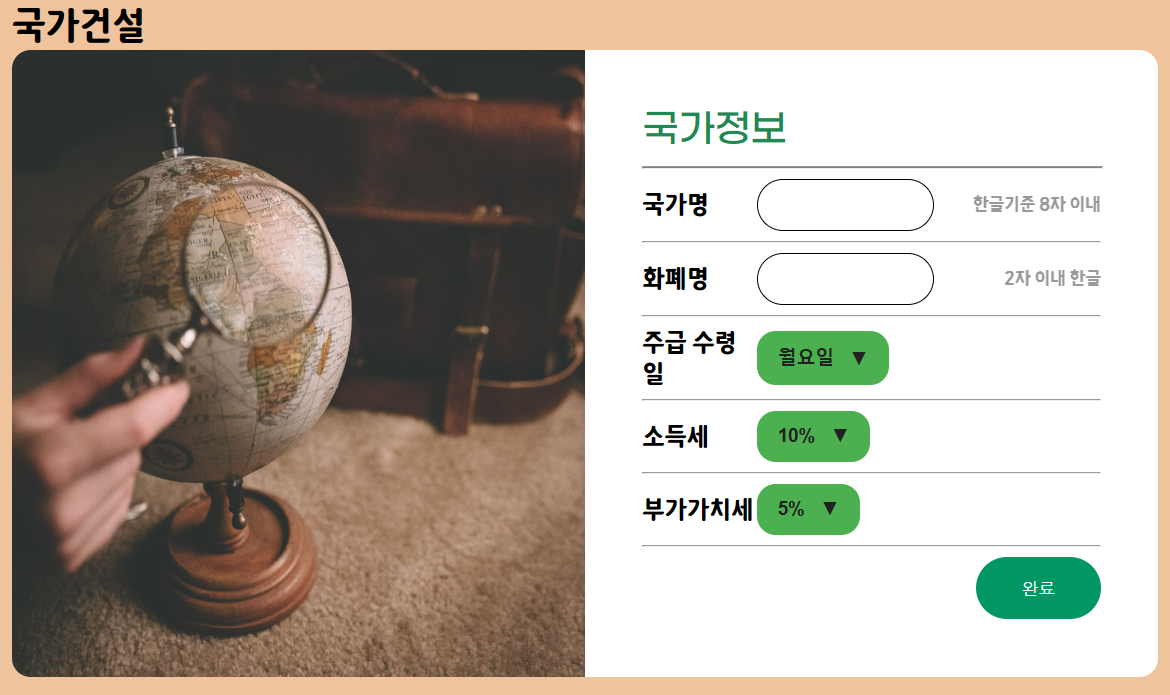 국가건설
국가정보
국가명 한글기준 8자 이내
화폐명 2자 이내 한글
주급 수령
일
월요일 ▼
소득세 10% ▼
부가가치세 5% ▼
완료